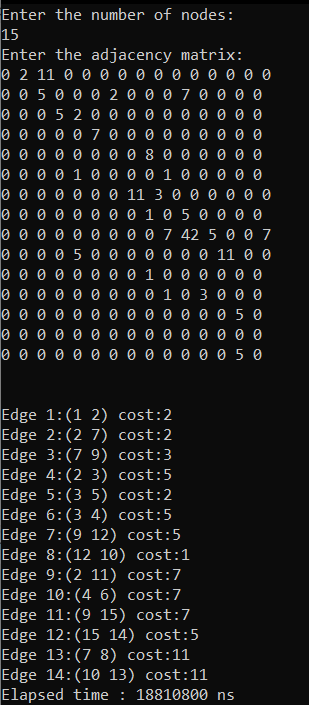 Enter the number of nodes:
15
Enter the adjacency matrix:
0 2 11 0 0 0 0 0 0 0 0 0 0 0 0
0 0 5 0 0 0 2 0 0 0 7 0 0 0 0
0 0 0 5 2 0 0 0 0 0 0 0 0 0 0
0 0 0 0 0 7 0 0 0 0 0 0 0 0 0
0 0 0 0 0 0 0 0 8 0 0 0 0 0 0
0 0 0 0 1 0 0 0 0 1 0 0 0 0 0
0 0 0 0 0 0 0 11 3 0 0 0 0 0 0
0 0 0 0 0 0 0 0 1 0 5 0 0 0 0
0 0 0 0 0 0 0 0 0 7 42 5 0 0 7
0 0 0 0 5 0 0 0 0 0 0 0 11 0 0
0 0 0 0 0 0 0 0 1 0 0 0 0 0 0
0 0 0 0 0 0 0 0 0 1 0 3 0 0 0
0 0 0 0 0 0 0 0 0 0 0 0 0 5 0
0 0 0 0 0 0 0 0 0 0 0 0 0 0 0
0 0 0 0 0 0 0 0 0 0 0 0 0 5 0
Edge 1:(1 2) cost:2
Edge 2:(2 7) cost:2
Edge 3:(7 9) cost:3
Edge 4:(2 3) cost:5
Edge 5:(3 5) cost:2
Edge 6:(3 4) cost:5
Edge 7:(9 12) cost:5
Edge 8:(12 10) cost:1
Edge 9:(2 11) cost:7
Edge 10:(4 6) cost:7
Edge 11:(9 15) cost:7
Edge 12:(15 14) cost:5
Edge 13:(7 8) cost:11
Edge 14:(10 13) cost:11
Elapsed time : 18810800 ns